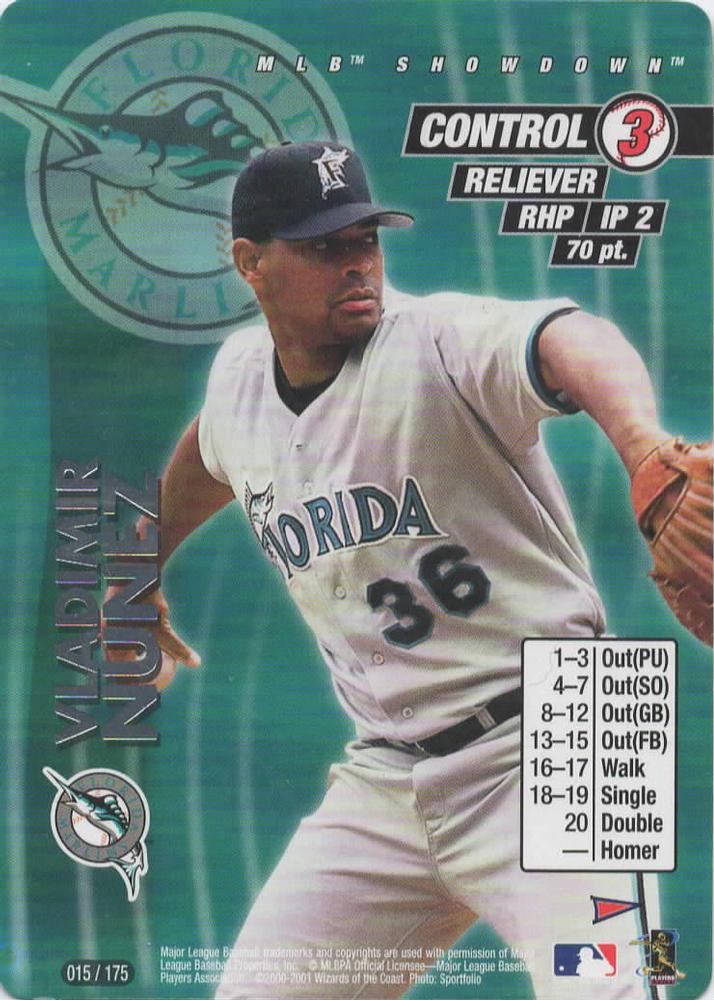 MLB™ SHOWDOWN™
FLORIDA
MARLI
CONTROL 3
RELIEVER
RHP IP 2
70 pt.
FLORIDA
36
VLADIMIR
NUNEZ
1–3 Out(PU)
4–7 Out(SO)
8–12 Out(GB)
13–15 Out(FB)
16–17 Walk
18–19 Single
20 Double
— Homer
FLORIDA
MARLINS
015 / 175
Major League Baseball trademarks and copyrights are used with permission of Major
League Baseball Properties, Inc. © MLBPA Official Licensee—Major League Baseball
Players Association ©2000-2001 Wizards of the Coast. Photo: Sportfolio
PLAYERS